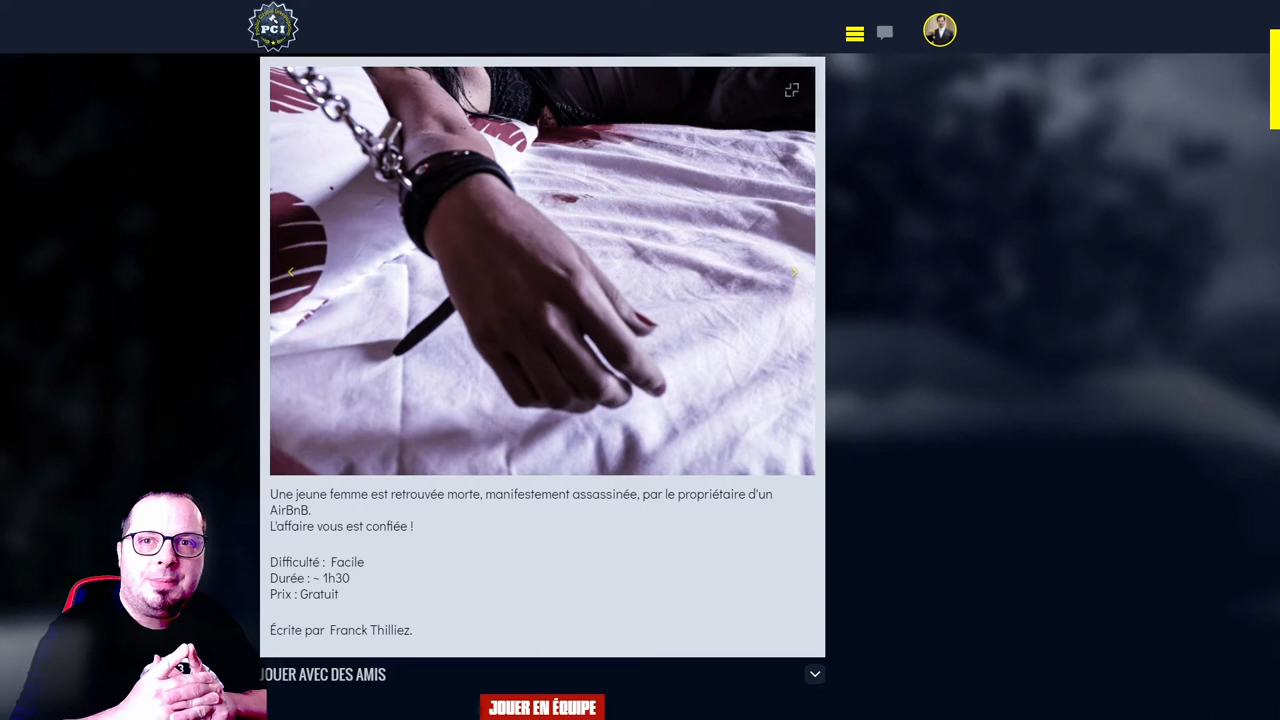 PCI
Une jeune femme est retrouvée morte, manifestement assassinée, par le propriétaire d'un
AirBnB.
L'affaire vous est confiée !
Difficulté : Facile
Durée : ~ 1h30
Prix : Gratuit
Écrite par Franck Thilliez.
JOUER AVEC DES AMIS
JOUER EN ÉQUIPE